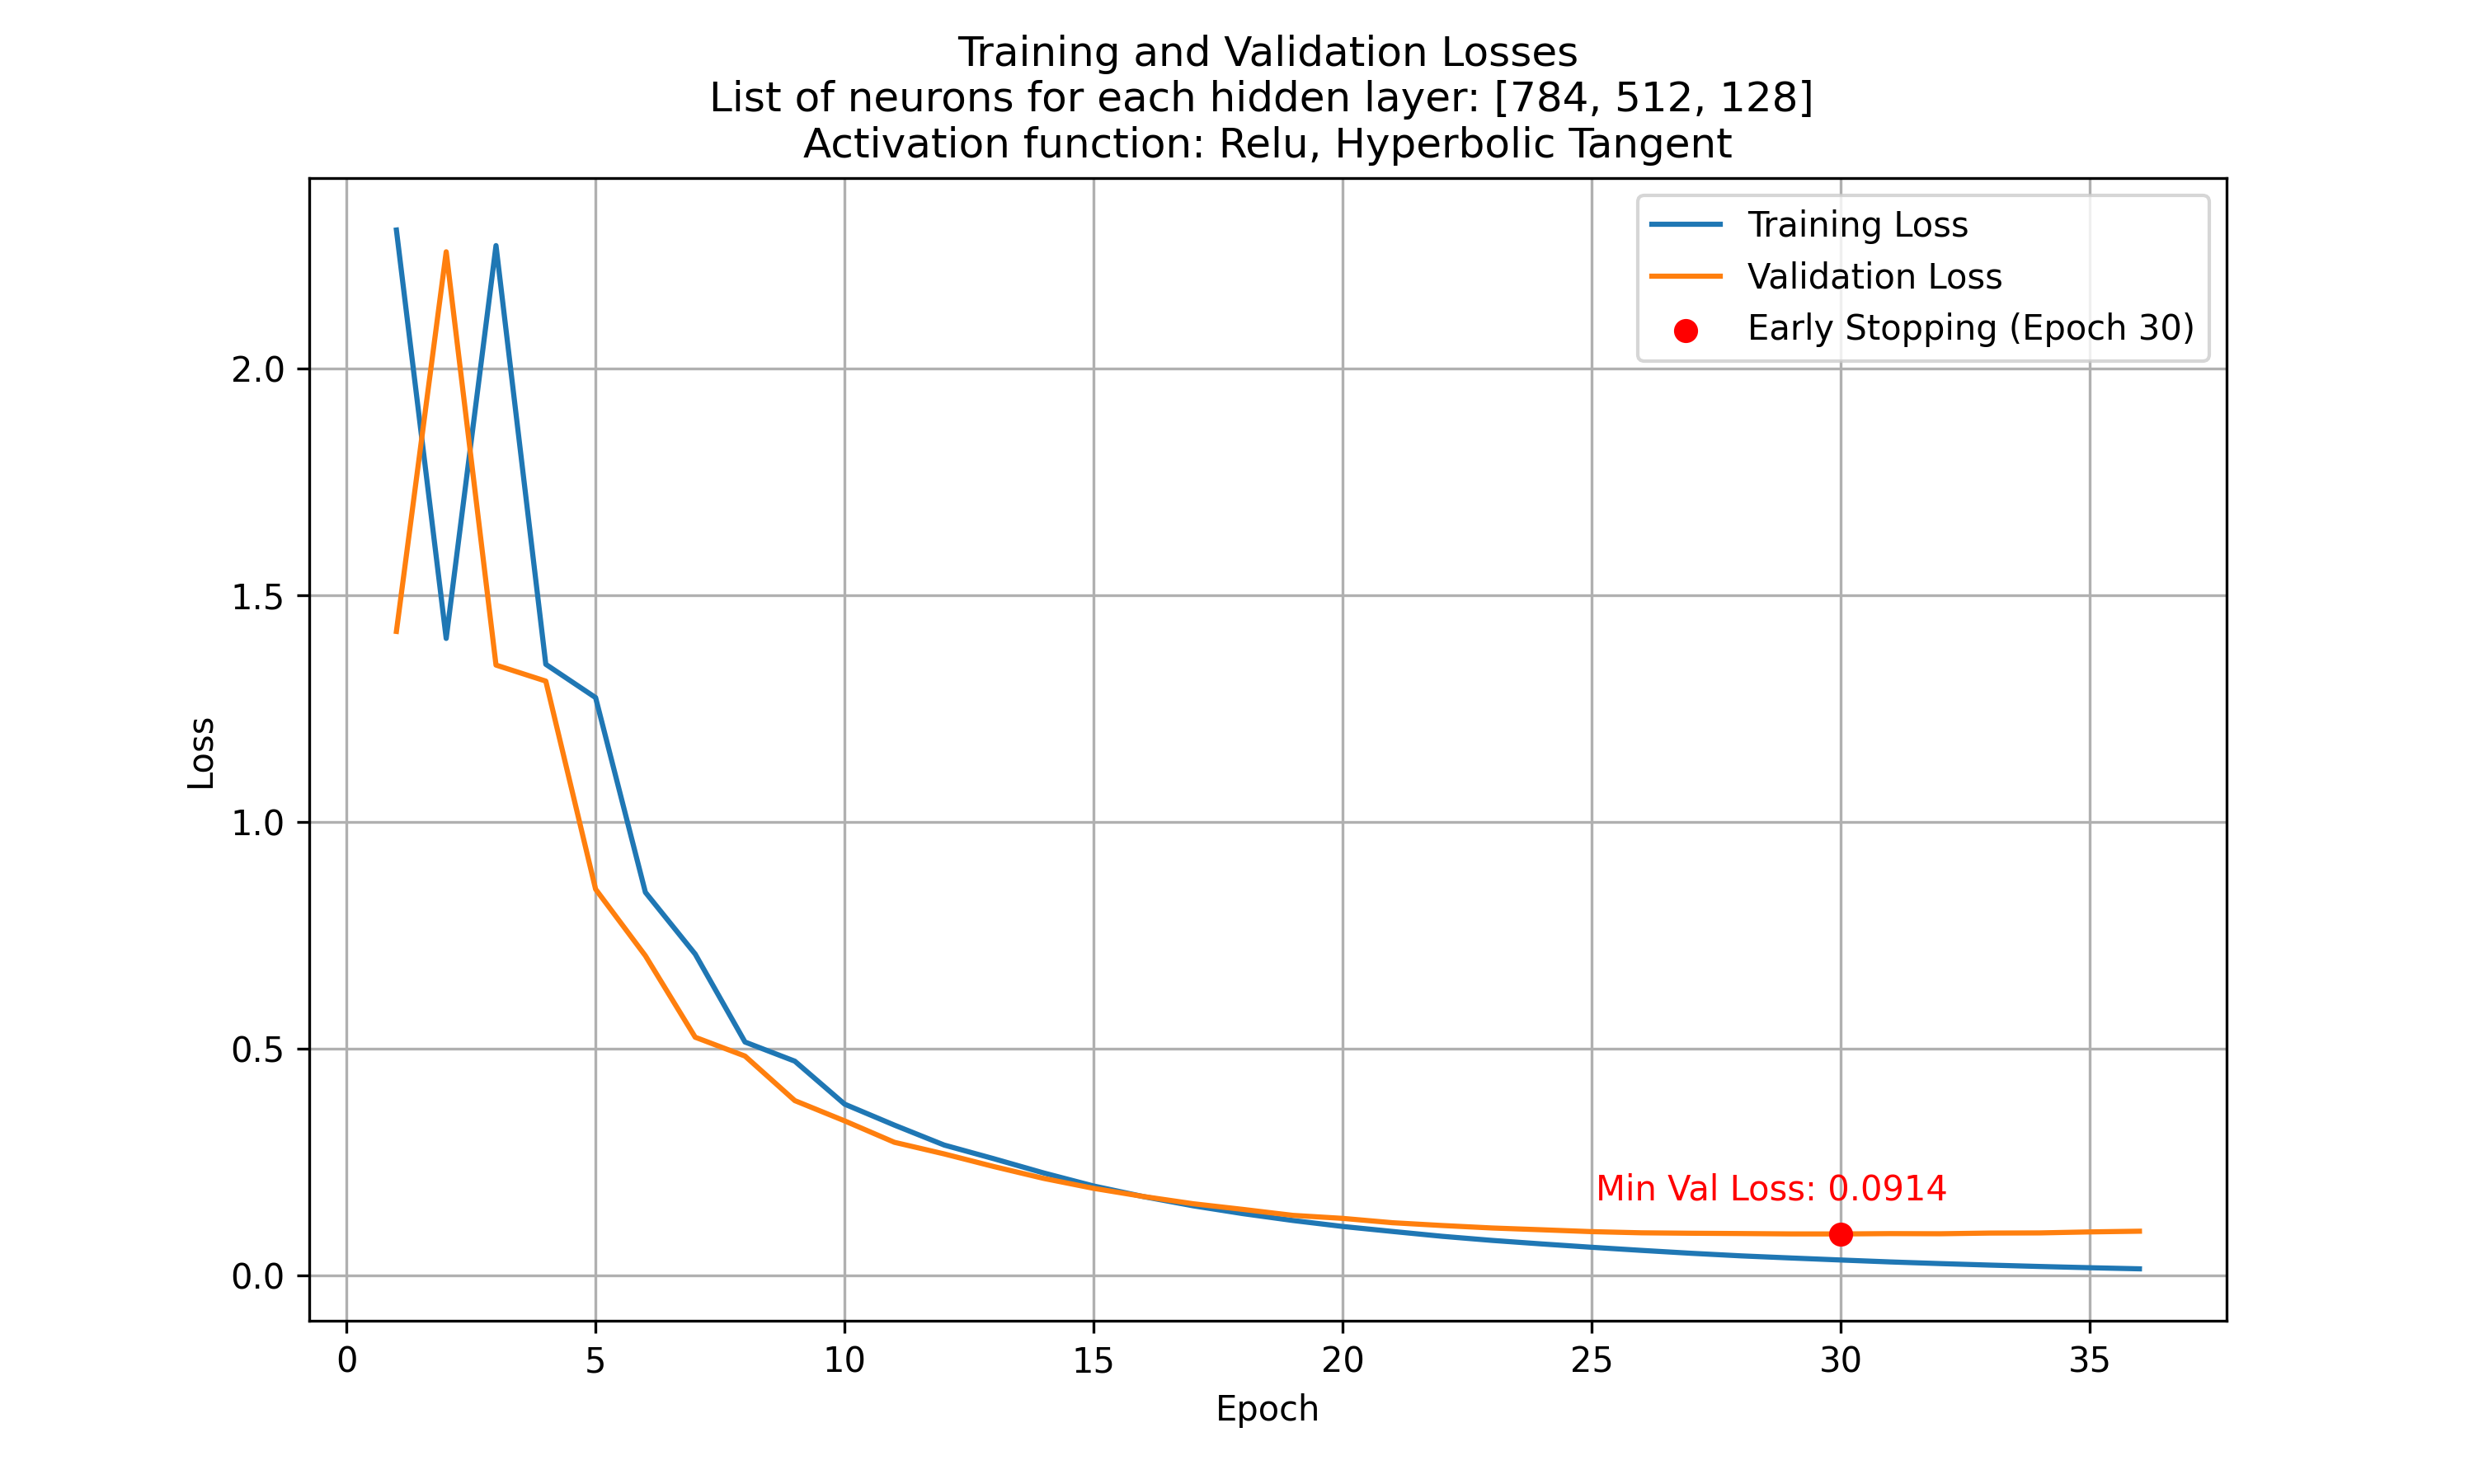 Training and Validation Losses
List of neurons for each hidden layer: [784, 512, 128]
Activation function: Relu, Hyperbolic Tangent
Training Loss
Validation Loss
Early Stopping (Epoch 30)
2.0
1.5
1.0
0.5
0.0
Loss
Min Val Loss: 0.0914
0 5 10 15 20 25 30 35
Epoch